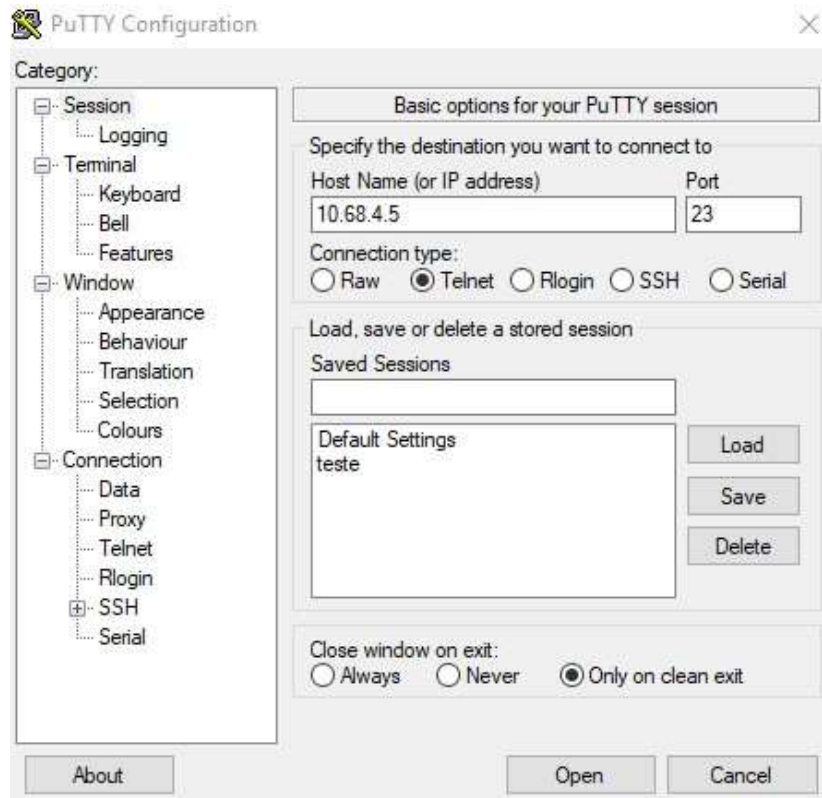 PuTTY Configuration
Category:
Session
Logging
Terminal
Keyboard
Bell
Features
Window
Appearance
Behaviour
Translation
Selection
Colours
Connection
Data
Proxy
Telnet
Rlogin
SSH
Serial
Basic options for your PuTTY session
Specify the destination you want to connect to
Host Name (or IP address) Port
10.68.4.5 23
Connection type:
Raw Telnet Rlogin SSH Serial
Load, save or delete a stored session
Saved Sessions
Default Settings
teste
Load
Save
Delete
Close window on exit:
Always Never Only on clean exit
About Open Cancel